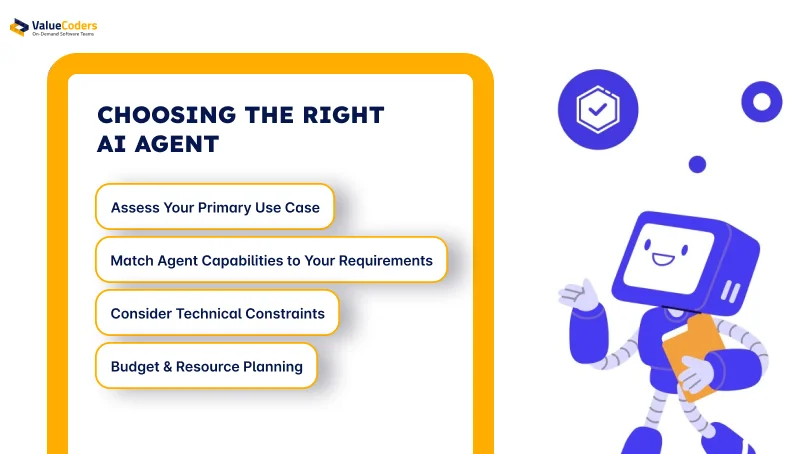 ValueCoders
On-Demand Software Teams
CHOOSING THE RIGHT
AI AGENT
Assess Your Primary Use Case
Match Agent Capabilities to Your Requirements
Consider Technical Constraints
Budget & Resource Planning